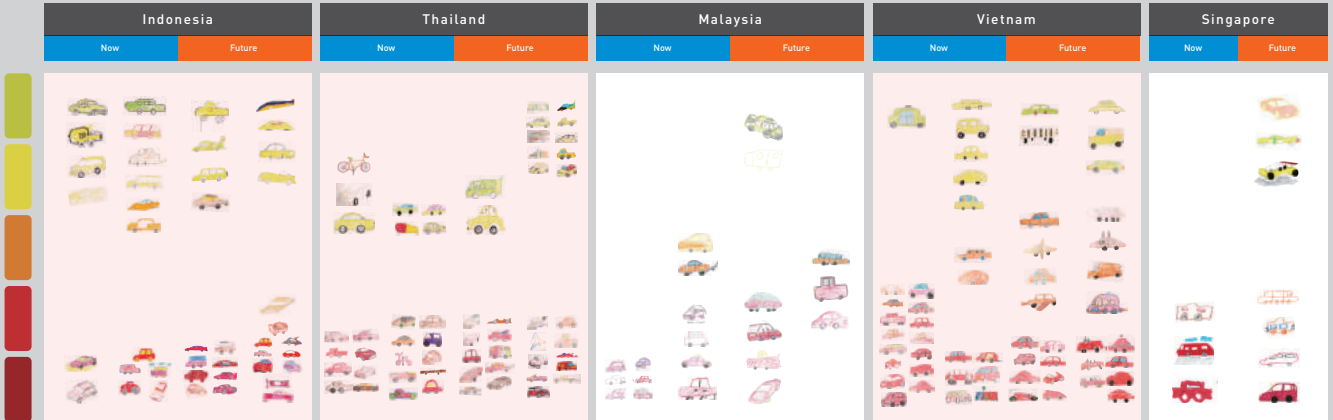 Indonesia
Now
Future
Thailand
Now
Future
Malaysia
Now
Future
Vietnam
Now
Future
Singapore
Now
Future